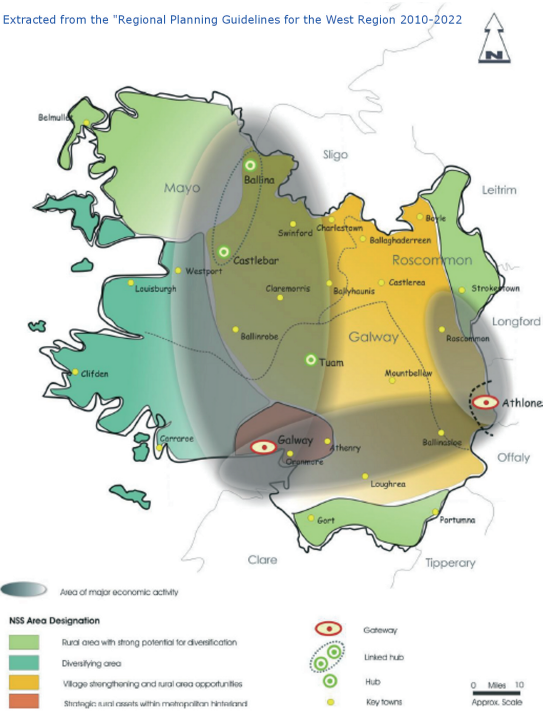 Extracted from the "Regional Planning Guidelines for the West Region 2010-2022
N
Belmullet
Sligo
Mayo
Ballina
Leitrim
Boyle
Swinford
Charlestown
Ballaghaderreen
Castlebar
Roscommon
Westport
Louisburgh
Claremorris
Ballyhaunis
Castlerea
Strokestown
Longford
Ballinrobe
Galway
Roscommon
Tuam
Clifden
Mountbellew
Athlone
Carraroe
Galway
Athenry
Ballinasloe
Oranmore
Offaly
Loughrea
Gort
Portumna
Clare
Tipperary
Area of major economic activity
NSS Area Designation
Rural area with strong potential for diversification
Diversifying area
Village strengthening and rural area opportunities
Strategic rural assets within metropolitan hinterland
Gateway
Linked hub
Hub
Key towns
0 Miles 10
Approx. Scale